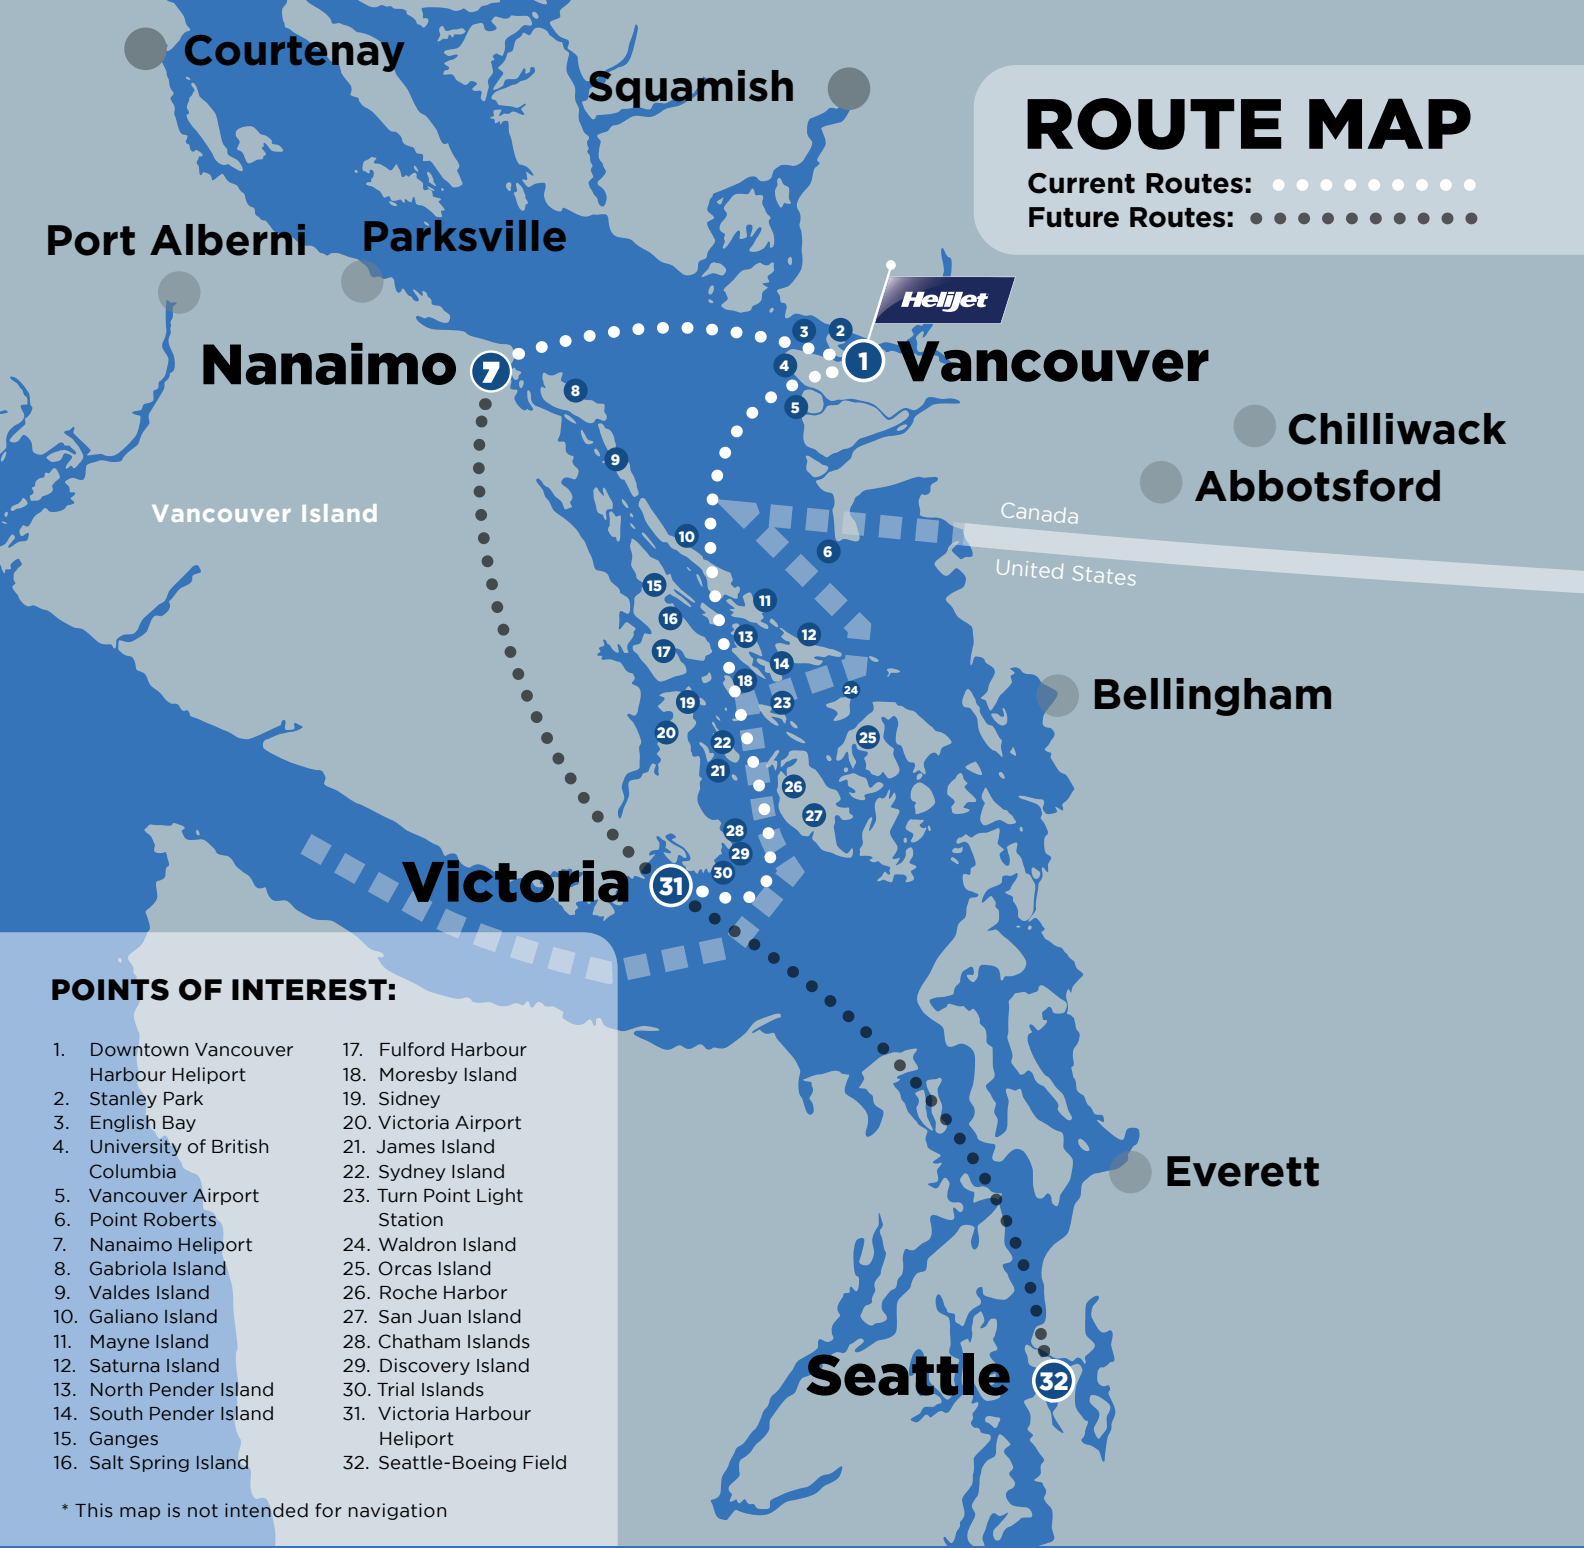 Courtenay
Squamish
ROUTE MAP
Current Routes:
Future Routes:
Port Alberni
Parksville
Helijet
3
2
Nanaimo
7
4
1
Vancouver
8
5
Chilliwack
9
Abbotsford
Vancouver Island
Canada
10
6
United States
15
11
16
13
12
17
14
18
24
Bellingham
19
23
20
22
25
21
26
27
28
29
30
Victoria
31
POINTS OF INTEREST:
1. Downtown Vancouver
Harbour Heliport
2. Stanley Park
3. English Bay
4. University of British
Columbia
5. Vancouver Airport
6. Point Roberts
7. Nanaimo Heliport
8. Gabriola Island
9. Valdes Island
10. Galiano Island
11. Mayne Island
12. Saturna Island
13. North Pender Island
14. South Pender Island
15. Ganges
16. Salt Spring Island
17. Fulford Harbour
18. Moresby Island
19. Sidney
20. Victoria Airport
21. James Island
22. Sydney Island
23. Turn Point Light
Station
24. Waldron Island
25. Orcas Island
26. Roche Harbor
27. San Juan Island
28. Chatham Islands
29. Discovery Island
30. Trial Islands
31. Victoria Harbour
Heliport
32. Seattle-Boeing Field
* This map is not intended for navigation
Everett
Seattle
32